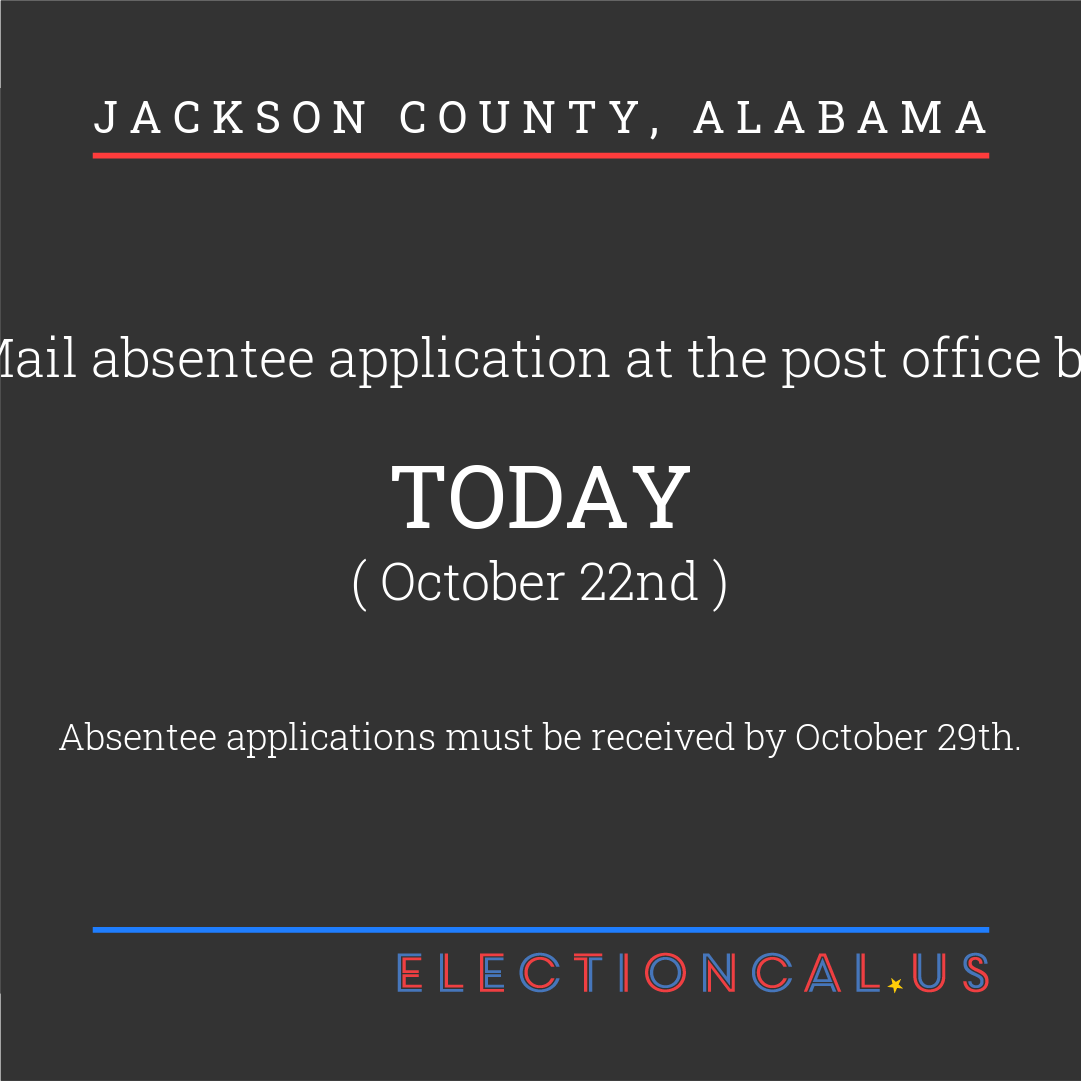 JACKSON COUNTY, ALABAMA
Mail absentee application at the post office b
TODAY
( October 22nd )
Absentee applications must be received by October 29th.
ELECTIONCAL.US